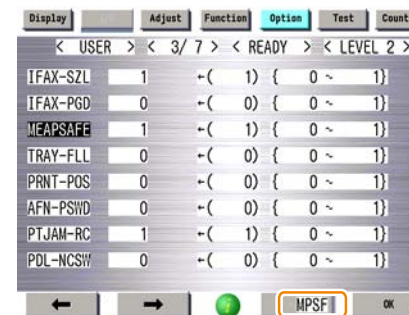 Display Adjust Function Option Test Count
< USER > < 3/ 7 > < READY > < LEVEL 2 >
IFAX-SZL 1 ←( 1) { 0 ~ 1}
IFAX-PGD 0 ←( 0) { 0 ~ 1}
MEAPSAFE 1 ←( 1) { 0 ~ 1}
TRAY-FLL 0 ←( 0) { 0 ~ 1}
PRNT-POS 0 ←( 0) { 0 ~ 1}
AFN-PSWD 0 ←( 0) { 0 ~ 1}
PTJAM-RC 1 ←( 1) { 0 ~ 1}
PDL-NCSW 0 ←( 0) { 0 ~ 1}
← → i MPSF OK